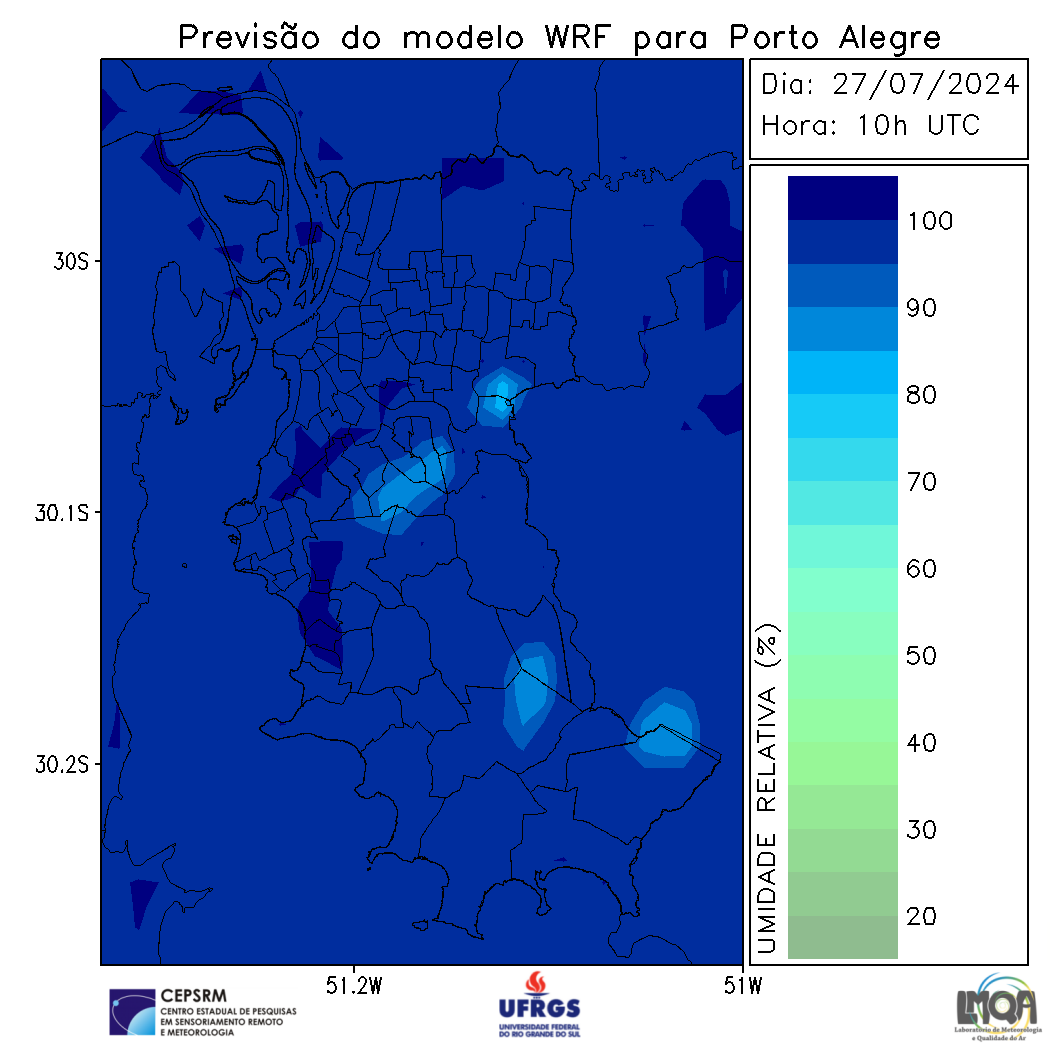 Previsão do modelo WRF para Porto Alegre
Dia: 27/07/2024
Hora: 10h UTC
100
90
80
70
60
50
40
30
20
UMIDADE RELATIVA (%)
30S
30.1S
30.2S
51.2W
51W
CEPSRM
CENTRO ESTADUAL DE PESQUISAS
EM SENSORIAMENTO REMOTO
E METEOROLOGIA
UFRGS
UNIVERSIDADE FEDERAL
DO RIO GRANDE DO SUL
LMQA
Laboratório de Meteorologia
e Qualidade do Ar